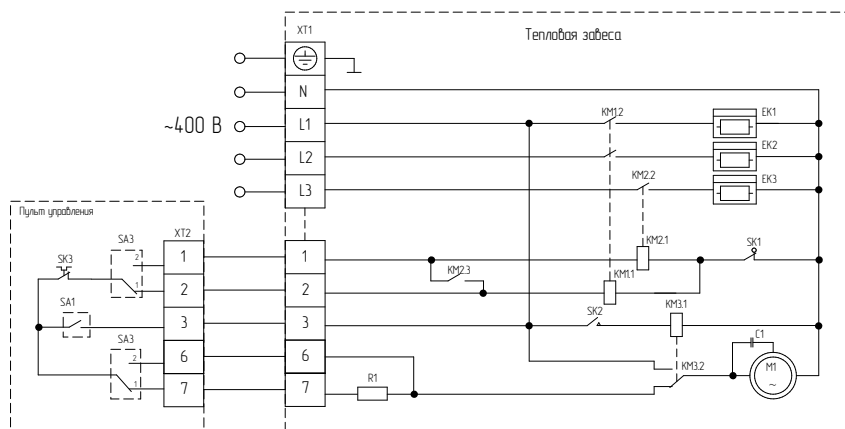 Тепловая завеса
XT1
N
L1
L2
L3
~400 В
KM1.2
EK1
EK2
KM2.2
EK3
Пульт управления
SA3
XT2
SK3
2
1
1
2
3
6
7
SA1
SA3
2
1
1
2
3
6
7
KM2.1
SK1
KM2.3
KM1.1
KM3.1
SK2
C1
R1
KM3.2
M1
~